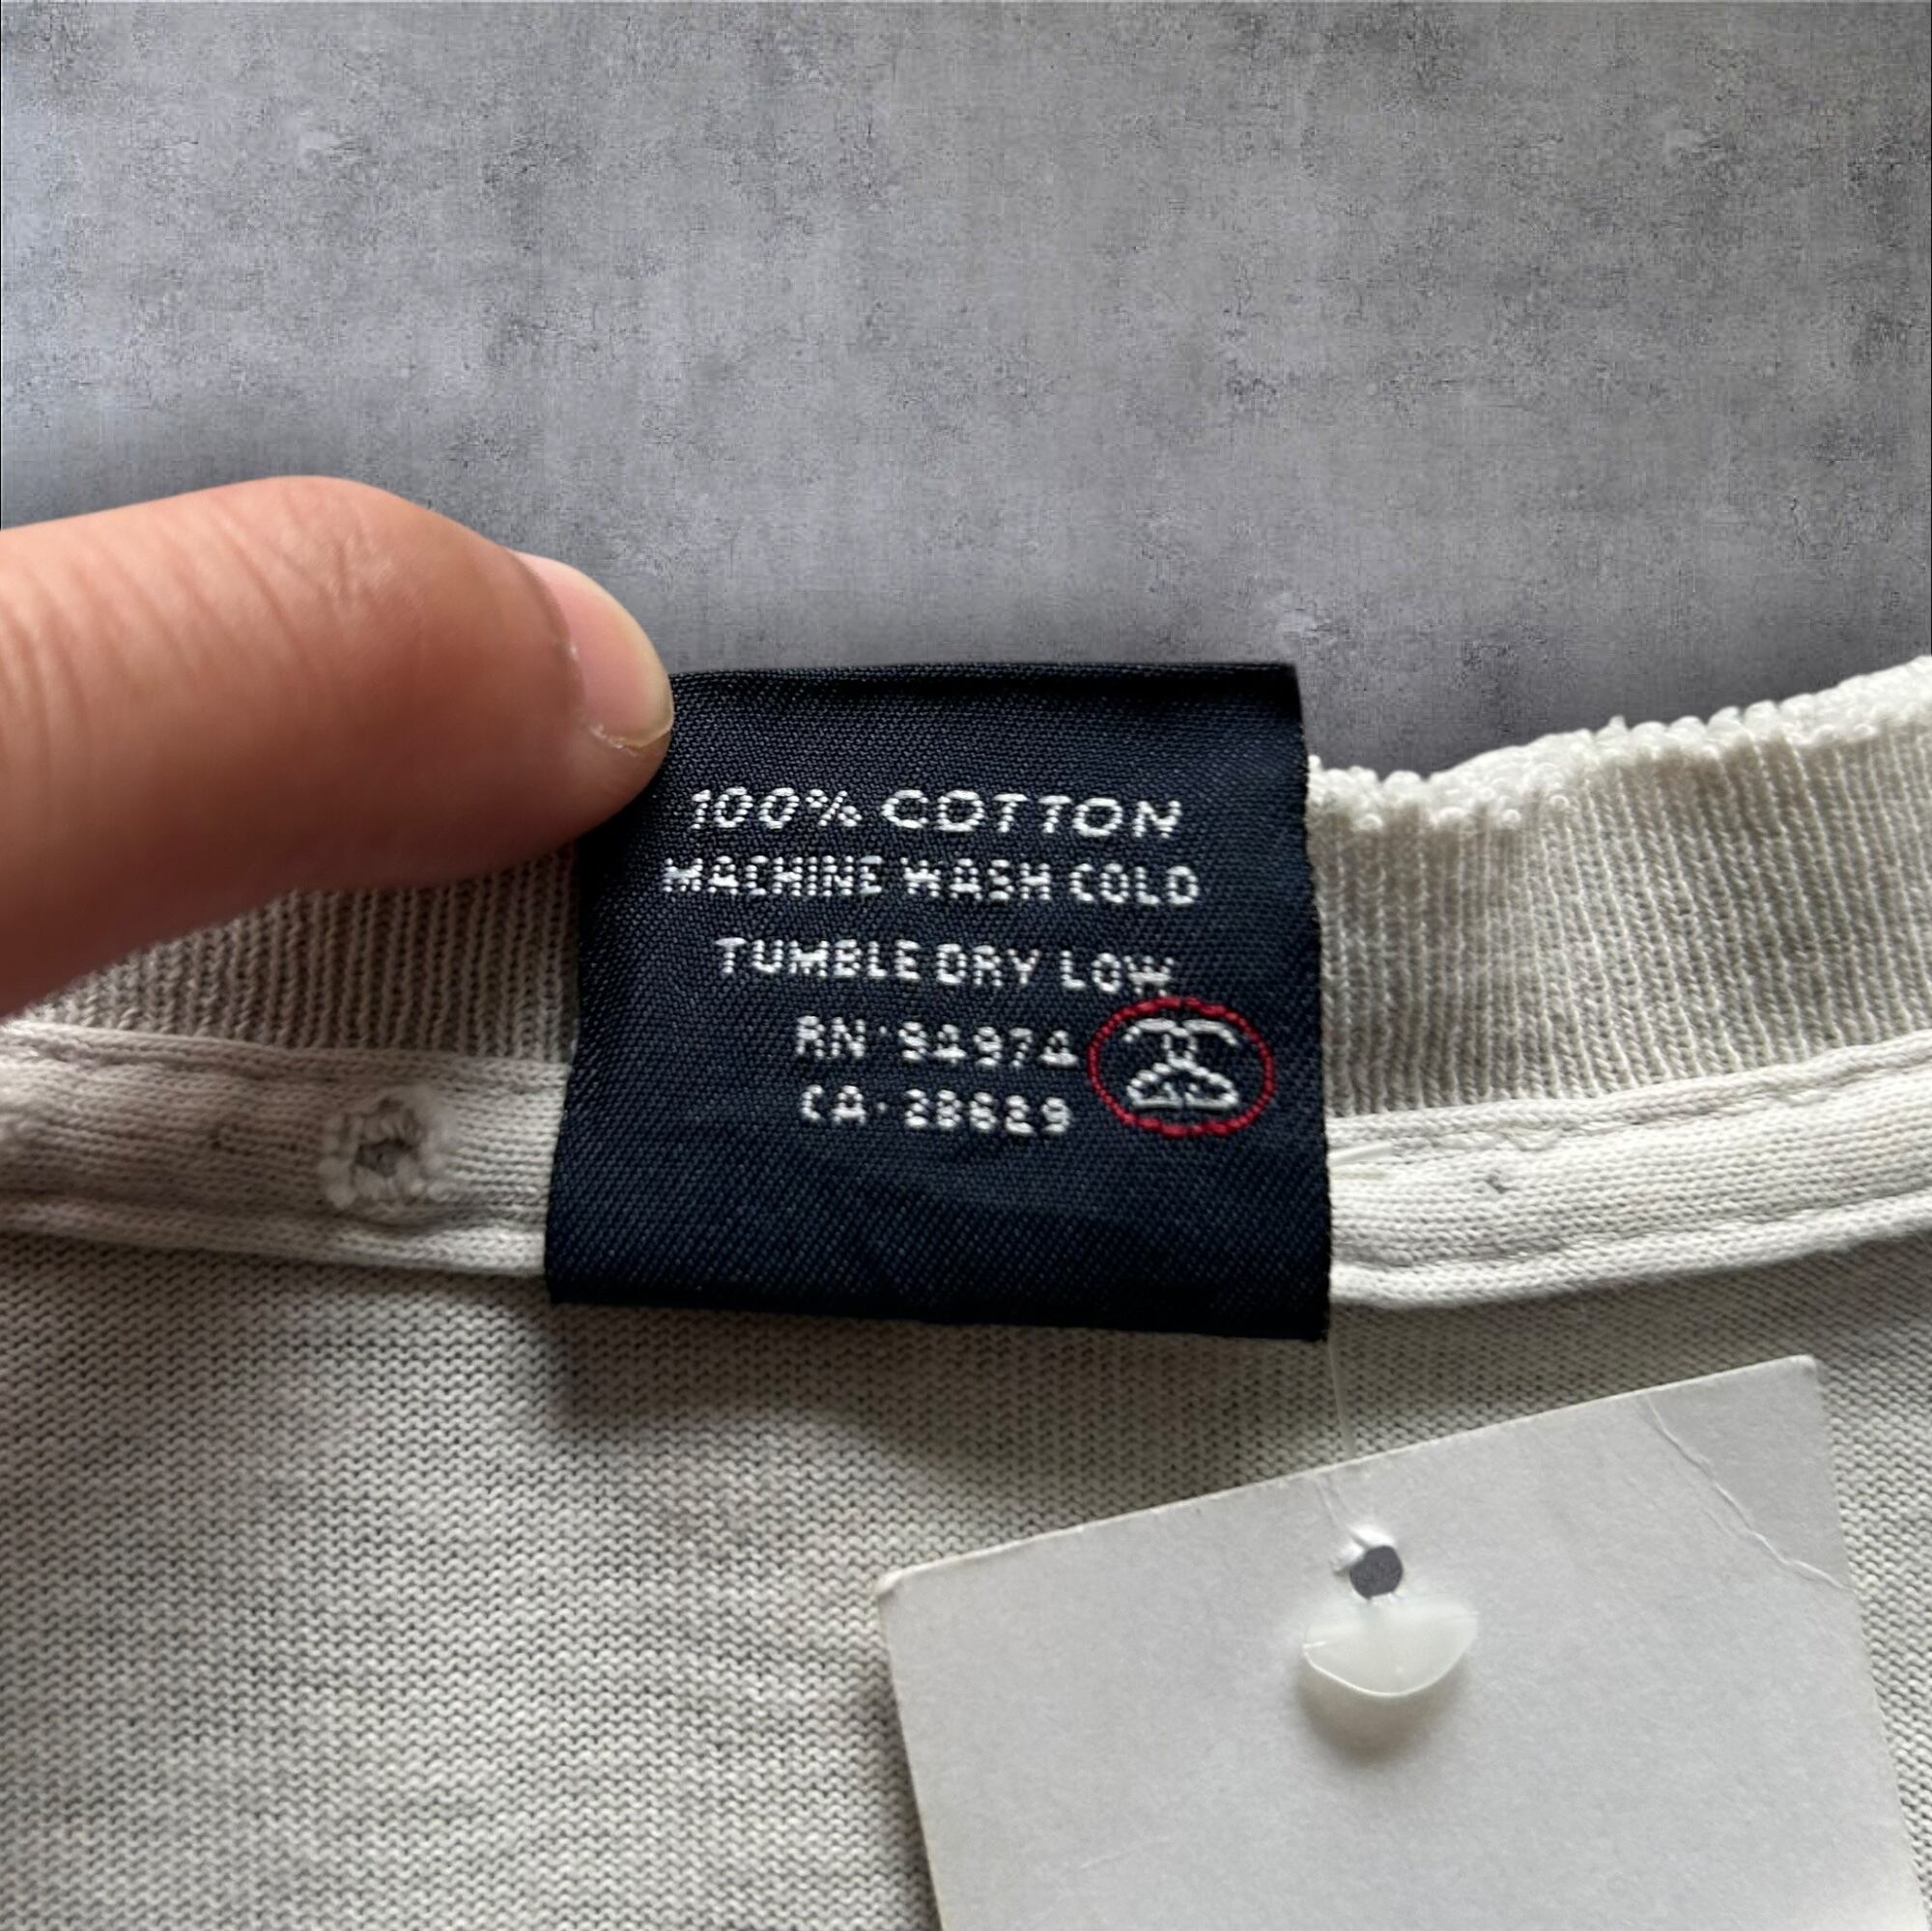 100% COTTON
MACHINE WASH COLD
TUMBLE DRY LOW
RN·94974
CA·28629